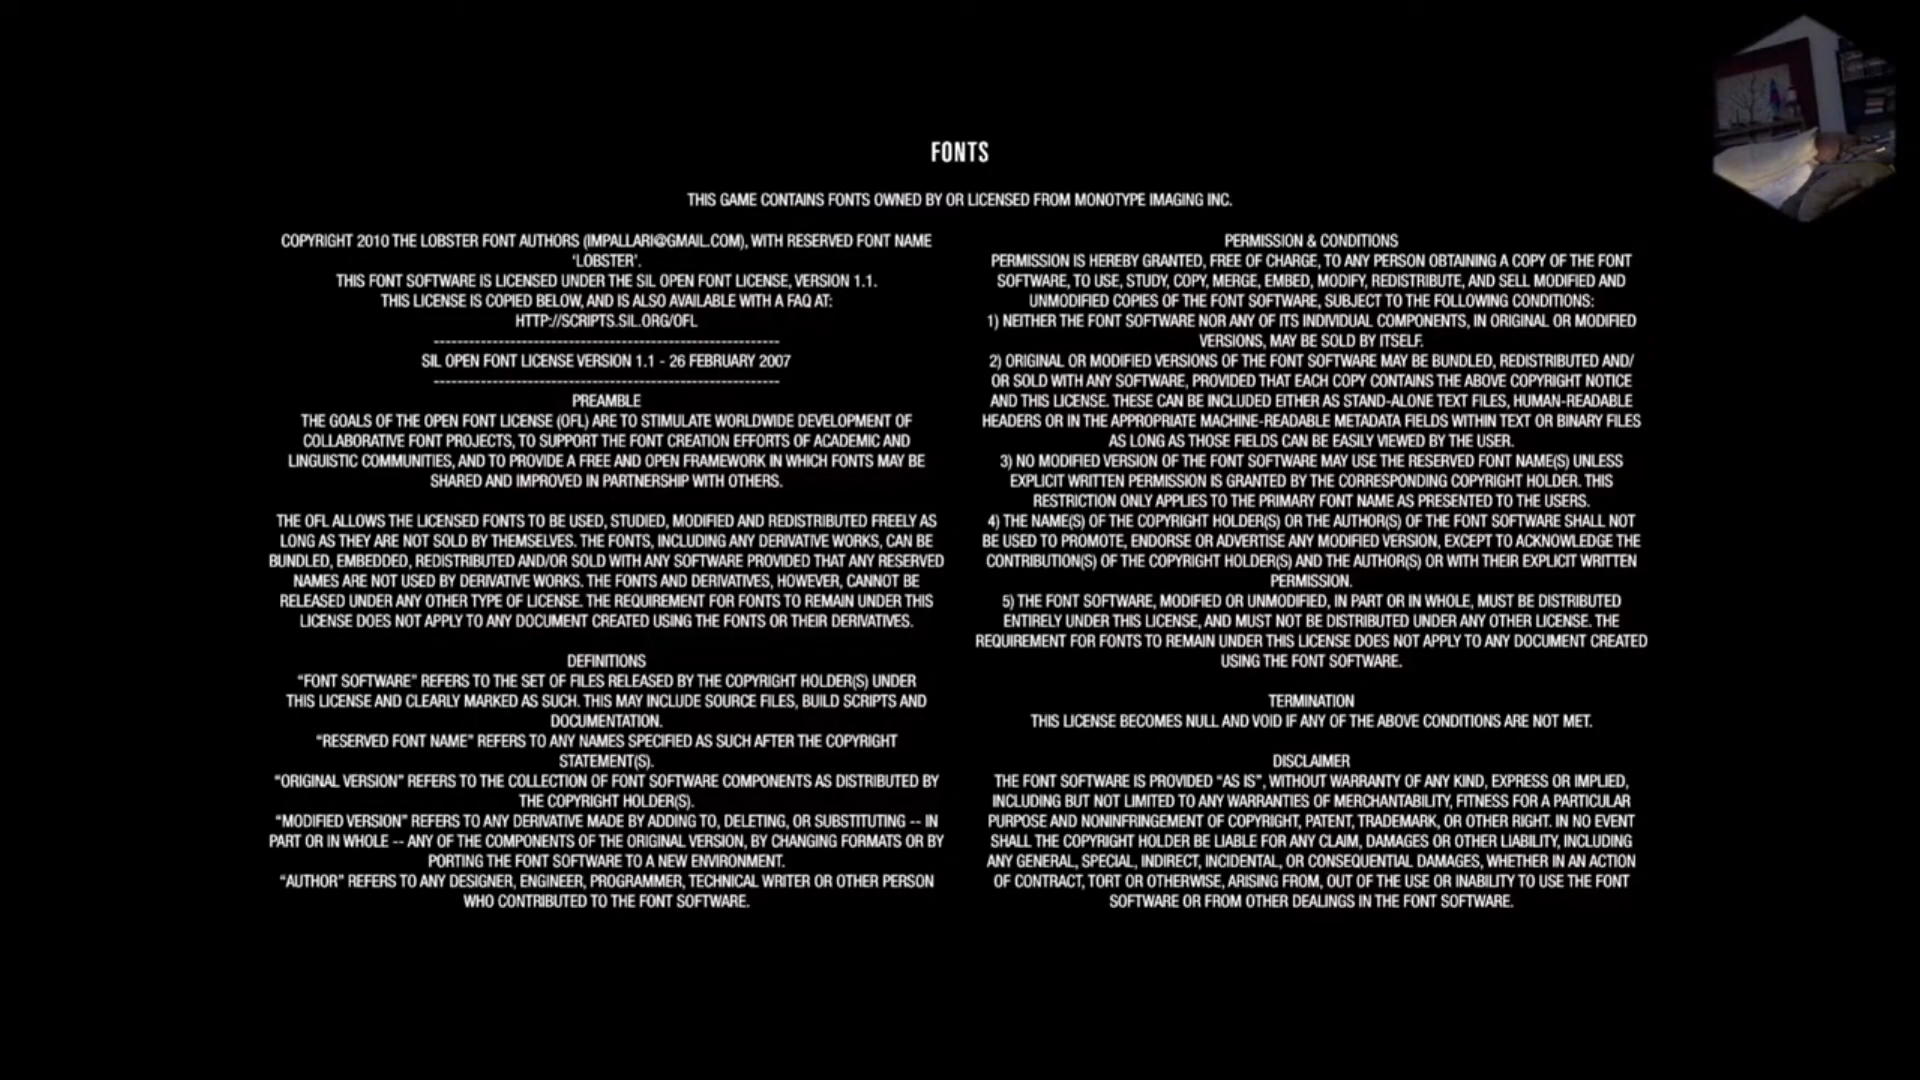 FONTS
THIS GAME CONTAINS FONTS OWNED BY OR LICENSED FROM MONOTYPE IMAGING INC.
COPYRIGHT 2010 THE LOBSTER FONT AUTHORS (IMPALLARI@GMAIL.COM), WITH RESERVED FONT NAME
'LOBSTER'.
THIS FONT SOFTWARE IS LICENSED UNDER THE SIL OPEN FONT LICENSE, VERSION 1.1.
THIS LICENSE IS COPIED BELOW, AND IS ALSO AVAILABLE WITH A FAQ AT:
HTTP://SCRIPTS.SIL.ORG/OFL
-----------------------------------------------------------
SIL OPEN FONT LICENSE VERSION 1.1 - 26 FEBRUARY 2007
-----------------------------------------------------------
PREAMBLE
THE GOALS OF THE OPEN FONT LICENSE (OFL) ARE TO STIMULATE WORLDWIDE DEVELOPMENT OF
COLLABORATIVE FONT PROJECTS, TO SUPPORT THE FONT CREATION EFFORTS OF ACADEMIC AND
LINGUISTIC COMMUNITIES, AND TO PROVIDE A FREE AND OPEN FRAMEWORK IN WHICH FONTS MAY BE
SHARED AND IMPROVED IN PARTNERSHIP WITH OTHERS.
THE OFL ALLOWS THE LICENSED FONTS TO BE USED, STUDIED, MODIFIED AND REDISTRIBUTED FREELY AS
LONG AS THEY ARE NOT SOLD BY THEMSELVES. THE FONTS, INCLUDING ANY DERIVATIVE WORKS, CAN BE
BUNDLED, EMBEDDED, REDISTRIBUTED AND/OR SOLD WITH ANY SOFTWARE PROVIDED THAT ANY RESERVED
NAMES ARE NOT USED BY DERIVATIVE WORKS. THE FONTS AND DERIVATIVES, HOWEVER, CANNOT BE
RELEASED UNDER ANY OTHER TYPE OF LICENSE. THE REQUIREMENT FOR FONTS TO REMAIN UNDER THIS
LICENSE DOES NOT APPLY TO ANY DOCUMENT CREATED USING THE FONTS OR THEIR DERIVATIVES.
DEFINITIONS
“FONT SOFTWARE” REFERS TO THE SET OF FILES RELEASED BY THE COPYRIGHT HOLDER(S) UNDER
THIS LICENSE AND CLEARLY MARKED AS SUCH. THIS MAY INCLUDE SOURCE FILES, BUILD SCRIPTS AND
DOCUMENTATION.
“RESERVED FONT NAME” REFERS TO ANY NAMES SPECIFIED AS SUCH AFTER THE COPYRIGHT
STATEMENT(S).
“ORIGINAL VERSION” REFERS TO THE COLLECTION OF FONT SOFTWARE COMPONENTS AS DISTRIBUTED BY
THE COPYRIGHT HOLDER(S).
“MODIFIED VERSION” REFERS TO ANY DERIVATIVE MADE BY ADDING TO, DELETING, OR SUBSTITUTING -- IN
PART OR IN WHOLE -- ANY OF THE COMPONENTS OF THE ORIGINAL VERSION, BY CHANGING FORMATS OR BY
PORTING THE FONT SOFTWARE TO A NEW ENVIRONMENT.
“AUTHOR” REFERS TO ANY DESIGNER, ENGINEER, PROGRAMMER, TECHNICAL WRITER OR OTHER PERSON
WHO CONTRIBUTED TO THE FONT SOFTWARE.
PERMISSION & CONDITIONS
PERMISSION IS HEREBY GRANTED, FREE OF CHARGE, TO ANY PERSON OBTAINING A COPY OF THE FONT
SOFTWARE, TO USE, STUDY, COPY, MERGE, EMBED, MODIFY, REDISTRIBUTE, AND SELL MODIFIED AND
UNMODIFIED COPIES OF THE FONT SOFTWARE, SUBJECT TO THE FOLLOWING CONDITIONS:
1) NEITHER THE FONT SOFTWARE NOR ANY OF ITS INDIVIDUAL COMPONENTS, IN ORIGINAL OR MODIFIED
VERSIONS, MAY BE SOLD BY ITSELF.
2) ORIGINAL OR MODIFIED VERSIONS OF THE FONT SOFTWARE MAY BE BUNDLED, REDISTRIBUTED AND/
OR SOLD WITH ANY SOFTWARE, PROVIDED THAT EACH COPY CONTAINS THE ABOVE COPYRIGHT NOTICE
AND THIS LICENSE. THESE CAN BE INCLUDED EITHER AS STAND-ALONE TEXT FILES, HUMAN-READABLE
HEADERS OR IN THE APPROPRIATE MACHINE-READABLE METADATA FIELDS WITHIN TEXT OR BINARY FILES
AS LONG AS THOSE FIELDS CAN BE EASILY VIEWED BY THE USER.
3) NO MODIFIED VERSION OF THE FONT SOFTWARE MAY USE THE RESERVED FONT NAME(S) UNLESS
EXPLICIT WRITTEN PERMISSION IS GRANTED BY THE CORRESPONDING COPYRIGHT HOLDER. THIS
RESTRICTION ONLY APPLIES TO THE PRIMARY FONT NAME AS PRESENTED TO THE USERS.
4) THE NAME(S) OF THE COPYRIGHT HOLDER(S) OR THE AUTHOR(S) OF THE FONT SOFTWARE SHALL NOT
BE USED TO PROMOTE, ENDORSE OR ADVERTISE ANY MODIFIED VERSION, EXCEPT TO ACKNOWLEDGE THE
CONTRIBUTION(S) OF THE COPYRIGHT HOLDER(S) AND THE AUTHOR(S) OR WITH THEIR EXPLICIT WRITTEN
PERMISSION.
5) THE FONT SOFTWARE, MODIFIED OR UNMODIFIED, IN PART OR IN WHOLE, MUST BE DISTRIBUTED
ENTIRELY UNDER THIS LICENSE, AND MUST NOT BE DISTRIBUTED UNDER ANY OTHER LICENSE. THE
REQUIREMENT FOR FONTS TO REMAIN UNDER THIS LICENSE DOES NOT APPLY TO ANY DOCUMENT CREATED
USING THE FONT SOFTWARE.
TERMINATION
THIS LICENSE BECOMES NULL AND VOID IF ANY OF THE ABOVE CONDITIONS ARE NOT MET.
DISCLAIMER
THE FONT SOFTWARE IS PROVIDED “AS IS”, WITHOUT WARRANTY OF ANY KIND, EXPRESS OR IMPLIED,
INCLUDING BUT NOT LIMITED TO ANY WARRANTIES OF MERCHANTABILITY, FITNESS FOR A PARTICULAR
PURPOSE AND NONINFRINGEMENT OF COPYRIGHT, PATENT, TRADEMARK, OR OTHER RIGHT. IN NO EVENT
SHALL THE COPYRIGHT HOLDER BE LIABLE FOR ANY CLAIM, DAMAGES OR OTHER LIABILITY, INCLUDING
ANY GENERAL, SPECIAL, INDIRECT, INCIDENTAL, OR CONSEQUENTIAL DAMAGES, WHETHER IN AN ACTION
OF CONTRACT, TORT OR OTHERWISE, ARISING FROM, OUT OF THE USE OR INABILITY TO USE THE FONT
SOFTWARE OR FROM OTHER DEALINGS IN THE FONT SOFTWARE.